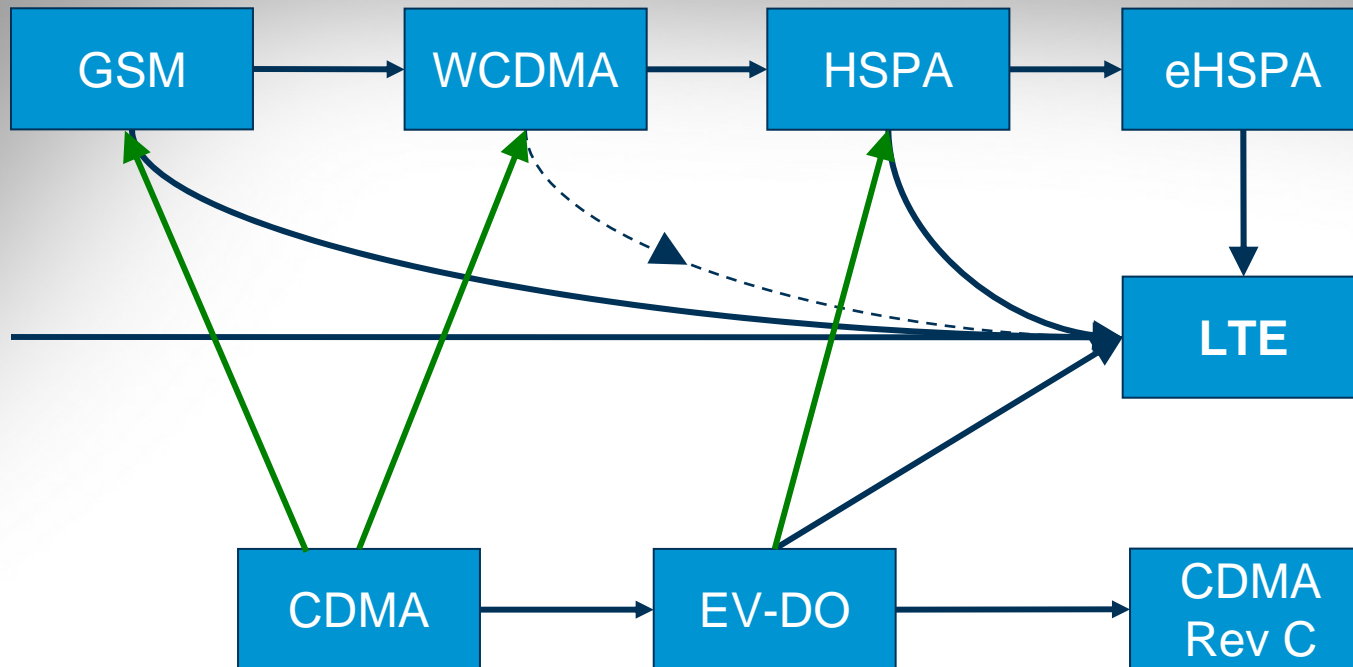 GSM
WCDMA
HSPA
eHSPA
LTE
CDMA
EV-DO
CDMA
Rev C